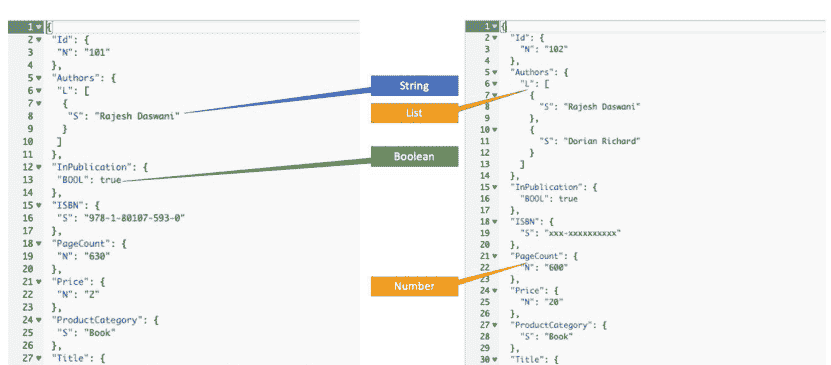 1 {
2 "Id": {
3 "N": "101"
4 },
5 "Authors": {
6 "L": [
7 {
8 "S": "Rajesh Daswani"
9 }
10 ]
11 },
12 "InPublication": {
13 "BOOL": true
14 },
15 "ISBN": {
16 "S": "978-1-80107-593-0"
17 },
18 "PageCount": {
19 "N": "630"
20 },
21 "Price": {
22 "N": "2"
23 },
24 "ProductCategory": {
25 "S": "Book"
26 },
27 "Title": {
String
List
Boolean
Number
1 {
2 "Id": {
3 "N": "102"
4 },
5 "Authors": {
6 "L": [
7 {
8 "S": "Rajesh Daswani"
9 },
10 {
11 "S": "Dorian Richard"
12 }
13 ]
14 },
15 "InPublication": {
16 "BOOL": true
17 },
18 "ISBN": {
19 "S": "xxx-xxxxxxxxxx"
20 },
21 "PageCount": {
22 "N": "600"
23 },
24 "Price": {
25 "N": "20"
26 },
27 "ProductCategory": {
28 "S": "Book"
29 },
30 "Title": {